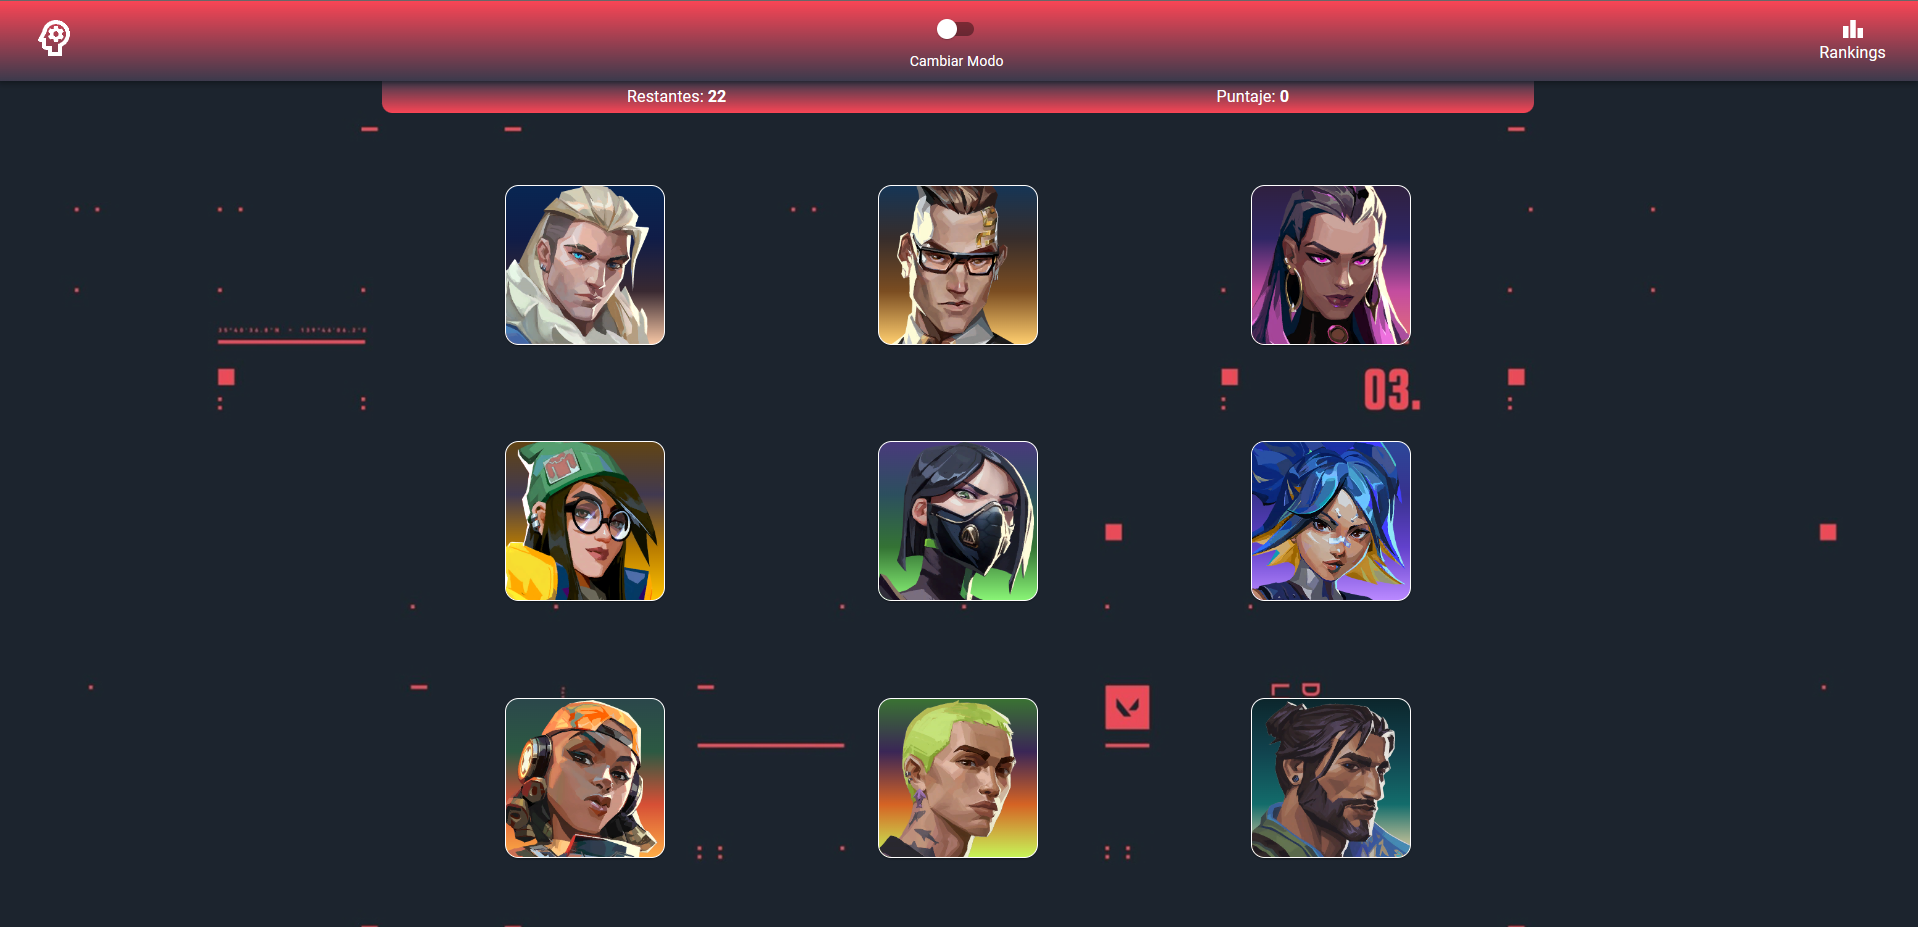 Cambiar Modo
Rankings
Restantes: 22
Puntaje: 0
03.
D
L